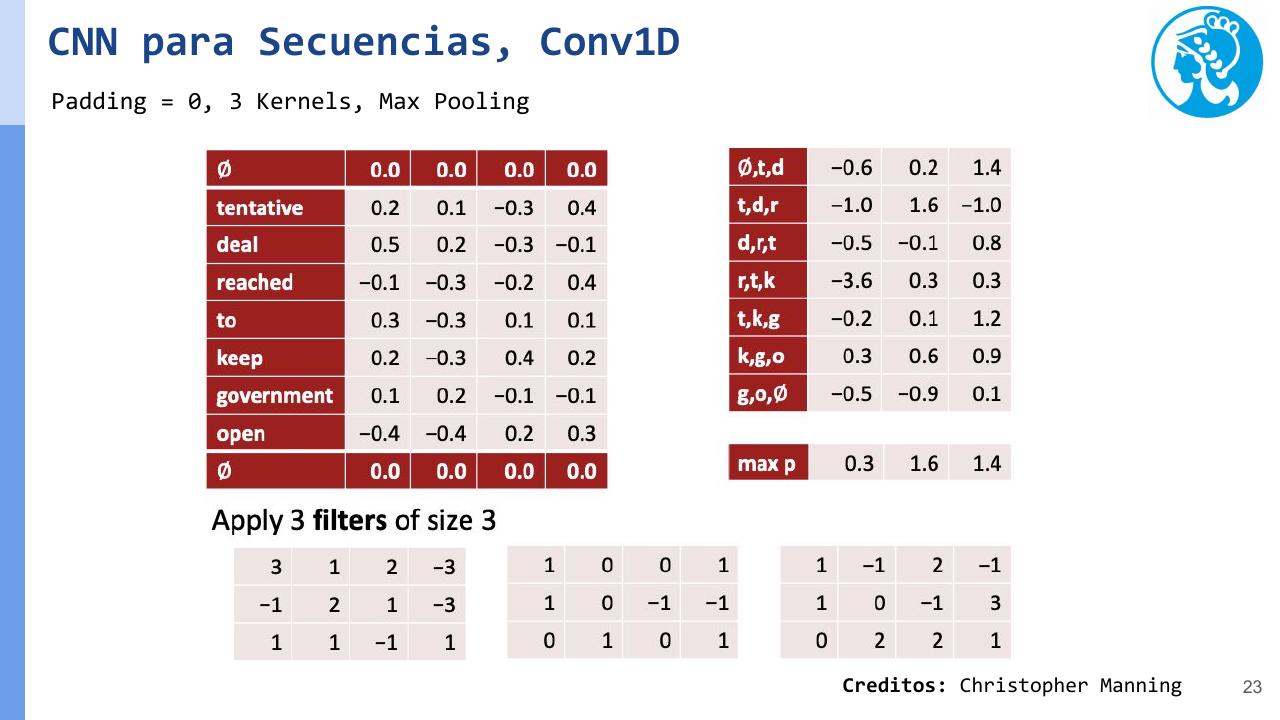 CNN para Secuencias, Conv1D
Padding = 0, 3 Kernels, Max Pooling
Ø 0.0 0.0 0.0 0.0
tentative 0.2 0.1 −0.3 0.4
deal 0.5 0.2 −0.3 −0.1
reached −0.1 −0.3 −0.2 0.4
to 0.3 −0.3 0.1 0.1
keep 0.2 −0.3 0.4 0.2
government 0.1 0.2 −0.1 −0.1
open −0.4 −0.4 0.2 0.3
Ø 0.0 0.0 0.0 0.0
Ø,t,d −0.6 0.2 1.4
t,d,r −1.0 1.6 −1.0
d,r,t −0.5 −0.1 0.8
r,t,k −3.6 0.3 0.3
t,k,g −0.2 0.1 1.2
k,g,o 0.3 0.6 0.9
g,o,Ø −0.5 −0.9 0.1
max p 0.3 1.6 1.4
Apply 3 filters of size 3
3 1 2 −3
−1 2 1 −3
1 1 −1 1
1 0 0 1
1 0 −1 −1
0 1 0 1
1 −1 2 −1
1 0 −1 3
0 2 2 1
Creditos: Christopher Manning
23